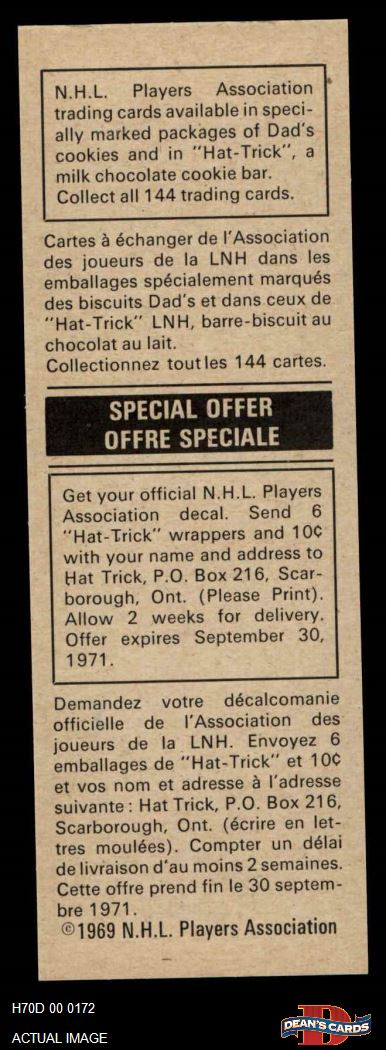 N.H.L. Players Association
trading cards available in speci-
ally marked packages of Dad's
cookies and in "Hat-Trick", a
milk chocolate cookie bar.
Collect all 144 trading cards.
Cartes à échanger de l'Association
des joueurs de la LNH dans les
emballages spécialement marqués
des biscuits Dad's et dans ceux de
"Hat-Trick" LNH, barre-biscuit au
chocolat au lait.
Collectionnez toutles 144 cartes.
SPECIAL OFFER
OFFRE SPECIALE
Get your official N.H.L. Players
Association decal. Send 6
"Hat-Trick" wrappers and 10¢
with your name and address to
Hat Trick, P.O. Box 216, Scar-
borough, Ont. (Please Print).
Allow 2 weeks for delivery.
Offer expires September 30,
1971.
Demandez votre décalcomanie
officielle de l'Association des
joueurs de la LNH. Envoyez 6
emballages de "Hat-Trick" et 10¢
et vos nom et adresse à l'adresse
suivante : Hat Trick, P.O. Box 216,
Scarborough, Ont. (écrire en let-
tres moulées). Compter un délai
de livraison d'au moins 2 semaines.
Cette offre prend fin le 30 septem-
bre 1971.
©1969 N.H.L. Players Association
H70D 00 0172
ACTUAL IMAGE
D
DEAN'S CARDS